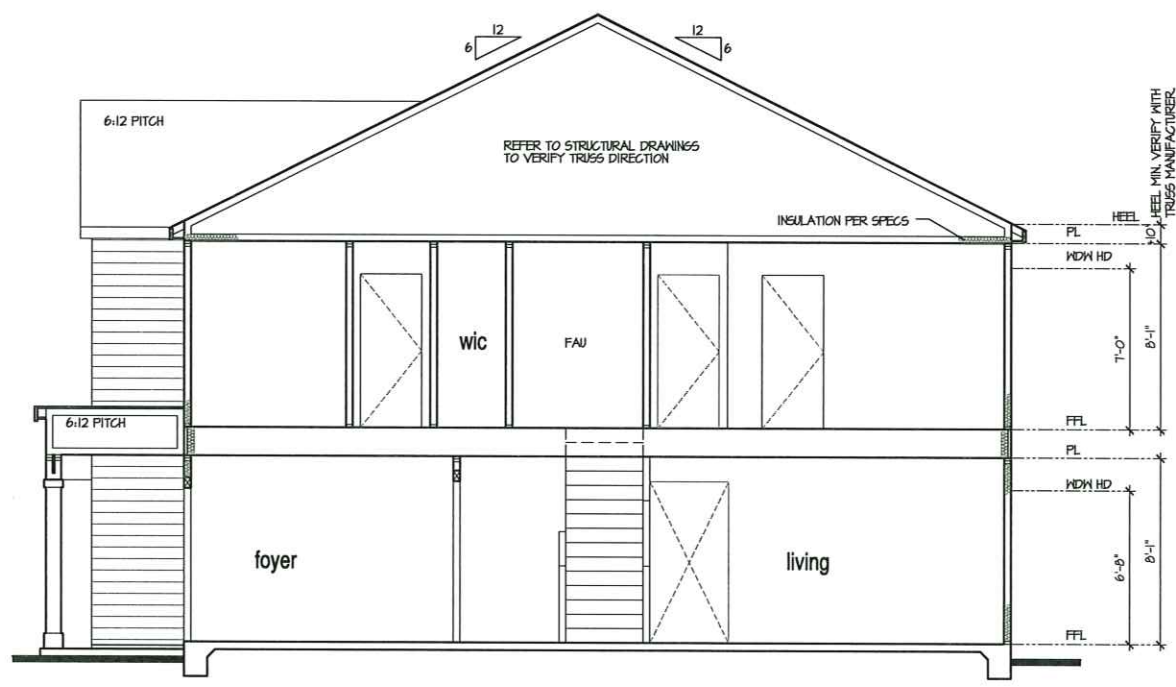 12
6
12
6
6:12 PITCH
REFER TO STRUCTURAL DRAWINGS
TO VERIFY TRUSS DIRECTION
INSULATION PER SPECS
HEEL
10"
HEEL MIN. VERIFY WITH
TRUSS MANUFACTURER.
PL
WDW HD
wic
FAU
7'-0"
8'-1"
6:12 PITCH
FFL
PL
WDW HD
foyer
living
6'-8"
8'-1"
FFL